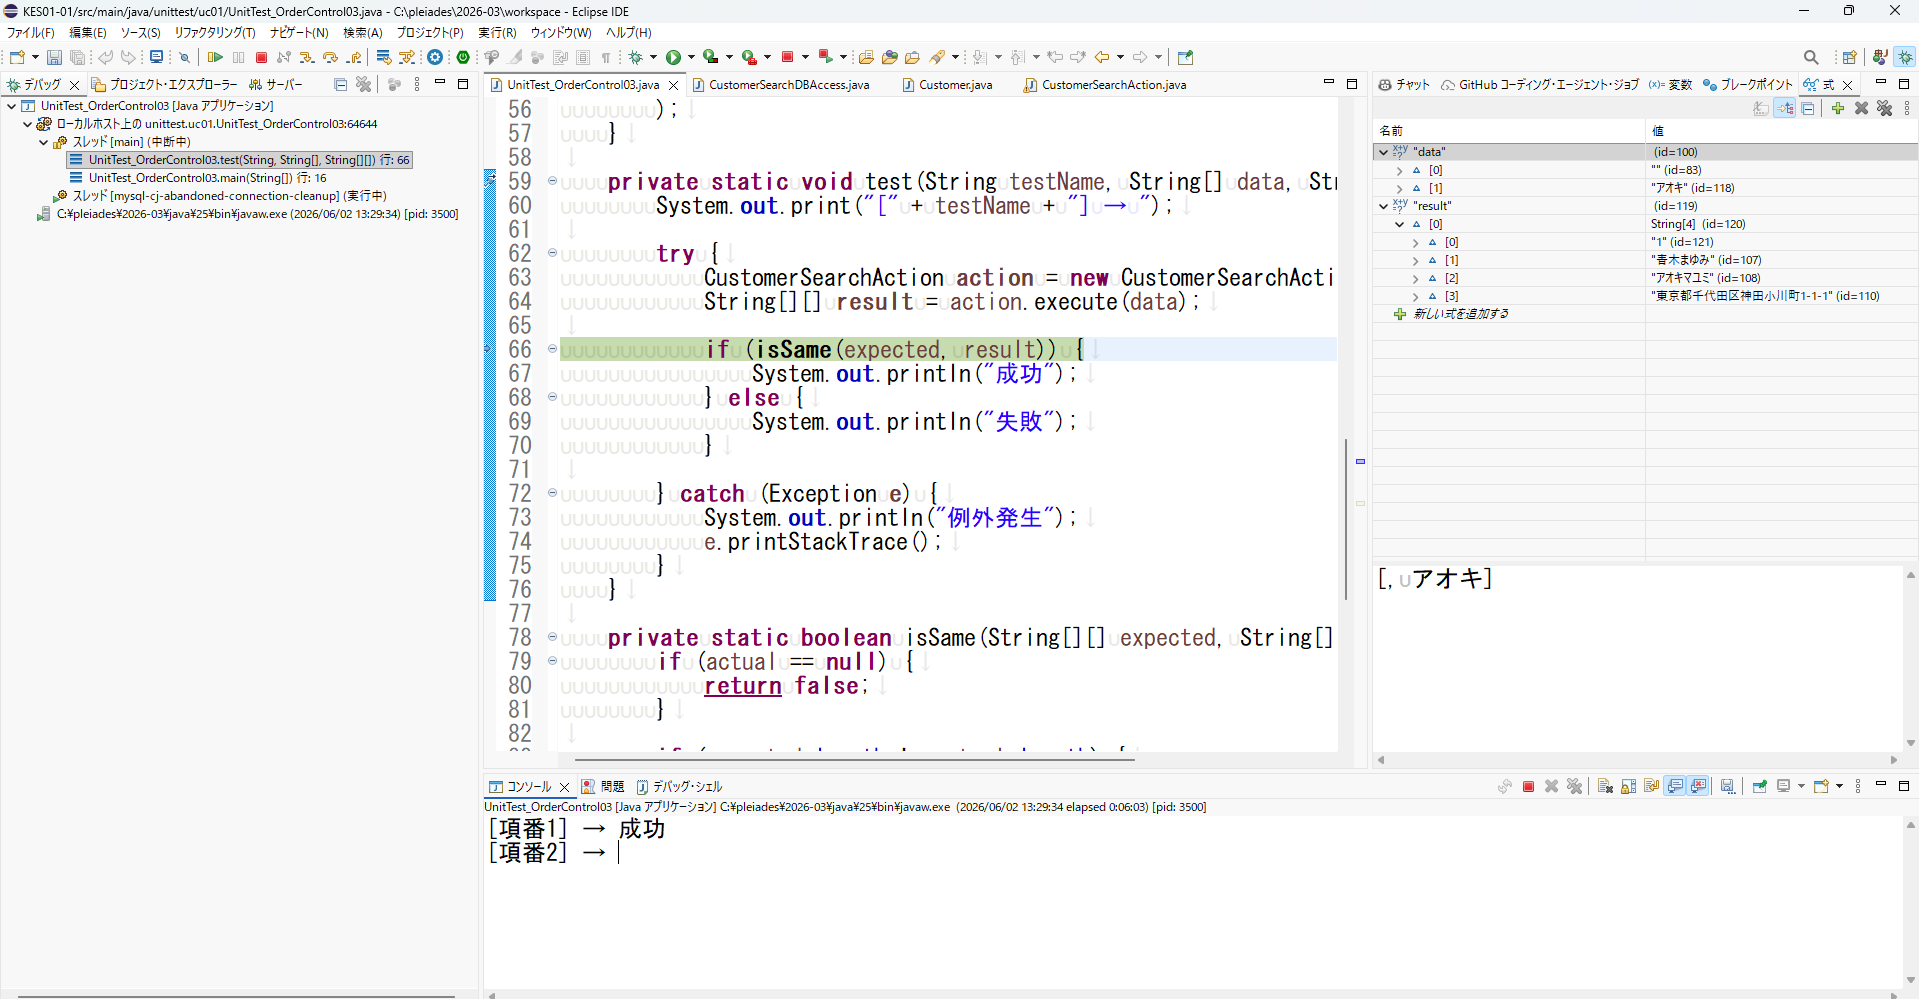 KES01-01/src/main/java/unittest/uc01/UnitTest_OrderControl03.java - C:\pleiades\2026-03\workspace - Eclipse IDE
ファイル(F) 編集(E) ソース(S) リファクタリング(T) ナビゲート(N) 検索(A) プロジェクト(P) 実行(R) ウィンドウ(W) ヘルプ(H)
デバッグ プロジェクト・エクスプローラー サーバー
UnitTest_OrderControl03 [Java アプリケーション]
ローカルホスト上の unittest.uc01.UnitTest_OrderControl03:64644
スレッド [main] (中断中)
UnitTest_OrderControl03.test(String, String[], String[][]) 行: 66
UnitTest_OrderControl03.main(String[]) 行: 16
スレッド [mysql-cj-abandoned-connection-cleanup] (実行中)
C:¥pleiades¥2026-03¥java¥25¥bin¥javaw.exe (2026/06/02 13:29:34) [pid: 3500]
UnitTest_OrderControl03.java CustomerSearchDBAccess.java Customer.java CustomerSearchAction.java
56 );
57 }
58
59 private static void test(String testName, String[] data, Str
60 System.out.print("[" + testName + "] → ");
61
62 try {
63 CustomerSearchAction action = new CustomerSearchActi
64 String[][] result = action.execute(data);
65
66 if (isSame(expected, result)) {
67 System.out.println("成功");
68 } else {
69 System.out.println("失敗");
70 }
71
72 } catch (Exception e) {
73 System.out.println("例外発生");
74 e.printStackTrace();
75 }
76 }
77
78 private static boolean isSame(String[][] expected, String[]
79 if (actual == null) {
80 return false;
81 }
82
チャット GitHub コーディング・エージェント・ジョブ 変数 ブレークポイント 式
名前 値
"data" (id=100)
[0] "" (id=83)
[1] "アオキ" (id=118)
"result" (id=119)
[0] String[4] (id=120)
[0] "1" (id=121)
[1] "青木まゆみ" (id=107)
[2] "アオキマユミ" (id=108)
[3] "東京都千代田区神田小川町1-1-1" (id=110)
新しい式を追加する
[, アオキ]
コンソール 問題 デバッグ・シェル
UnitTest_OrderControl03 [Java アプリケーション] C:¥pleiades¥2026-03¥java¥25¥bin¥javaw.exe (2026/06/02 13:29:34 elapsed 0:06:03) [pid: 3500]
[項番1] → 成功
[項番2] →